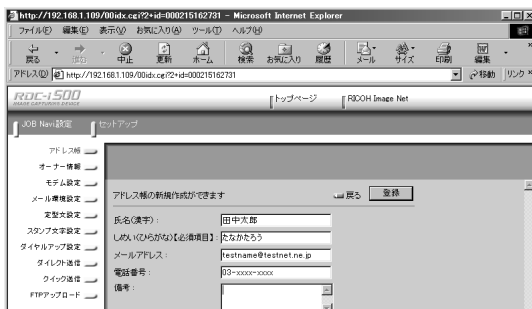 http://192.168.1.109/00idx.cgi?2+id=000215162731 - Microsoft Internet Explorer
ファイル(F) 編集(E) 表示(V) お気に入り(A) ツール(T) ヘルプ(H)
戻る 中止 更新 ホーム 検索 お気に入り 履歴 メール サイズ 印刷 編集
アドレス(D) http://192.168.1.109/00idx.cgi?2+id=000215162731 移動 リンク »
RDC-i500
IMAGE CAPTURING DEVICE
トップページ RICOH Image Net
JOB Navi設定 セットアップ
アドレス帳
オーナー情報
モデム設定
メール環境設定
定型文設定
スタンプ文字設定
ダイヤルアップ設定
ダイレクト送信
クイック送信
FTPアップロード
アドレス帳の新規作成ができます 戻る 登録
氏名(漢字): 田中太郎
しめい(ひらがな)【必須項目】: たなかたろう
メールアドレス: testname@testnet.ne.jp
電話番号: 03-xxxx-xxxx
備考: